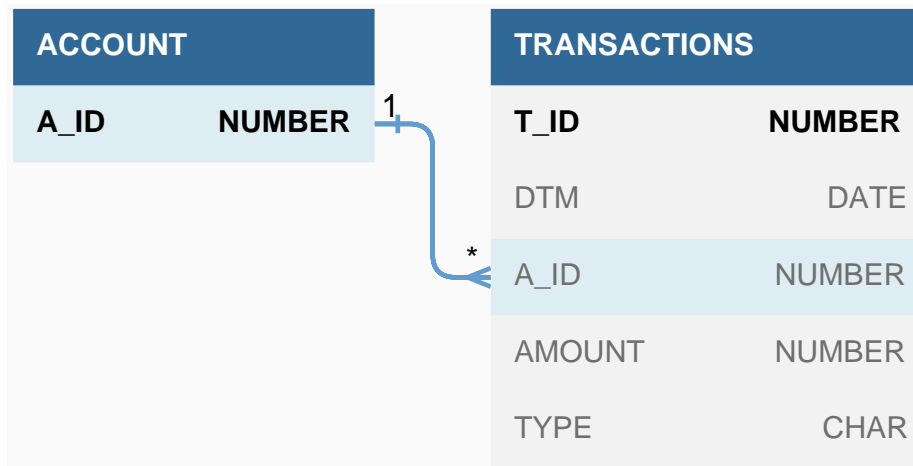 ACCOUNT
A_ID NUMBER
1
*
TRANSACTIONS
T_ID NUMBER
DTM DATE
A_ID NUMBER
AMOUNT NUMBER
TYPE CHAR